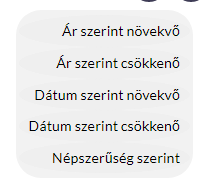 Ár szerint növekvő
Ár szerint csökkenő
Dátum szerint növekvő
Dátum szerint csökkenő
Népszerűség szerint